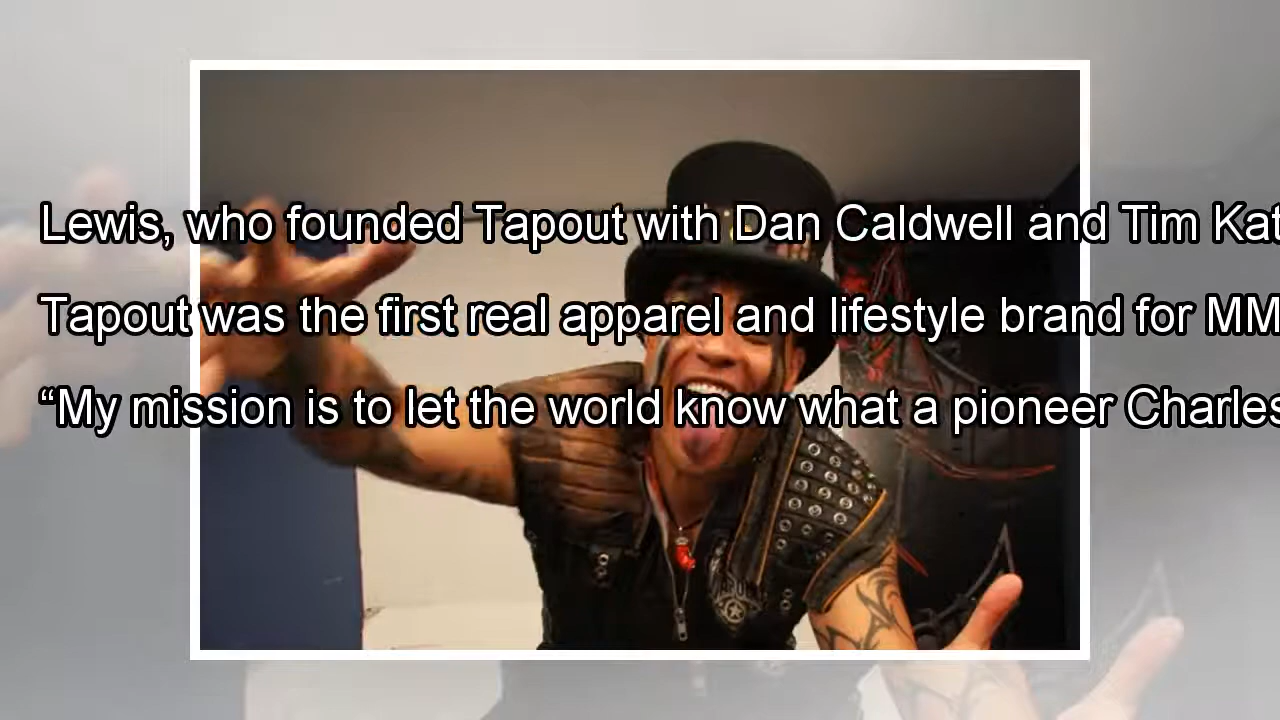 Lewis, who founded Tapout with Dan Caldwell and Tim Kat
Tapout was the first real apparel and lifestyle brand for MM
“My mission is to let the world know what a pioneer Charles